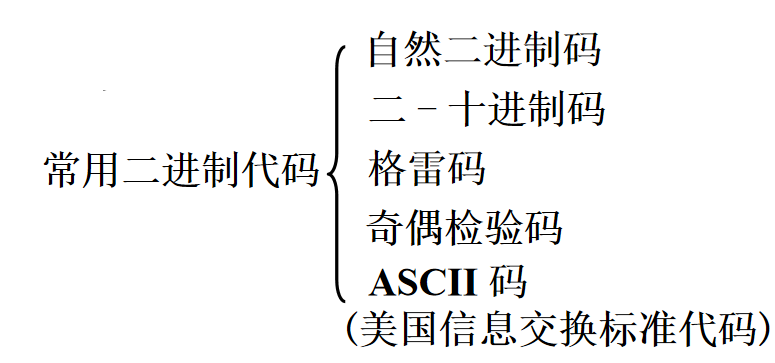 常用二进制代码
自然二进制码
二－十进制码
格雷码
奇偶检验码
ASCII 码
(美国信息交换标准代码)